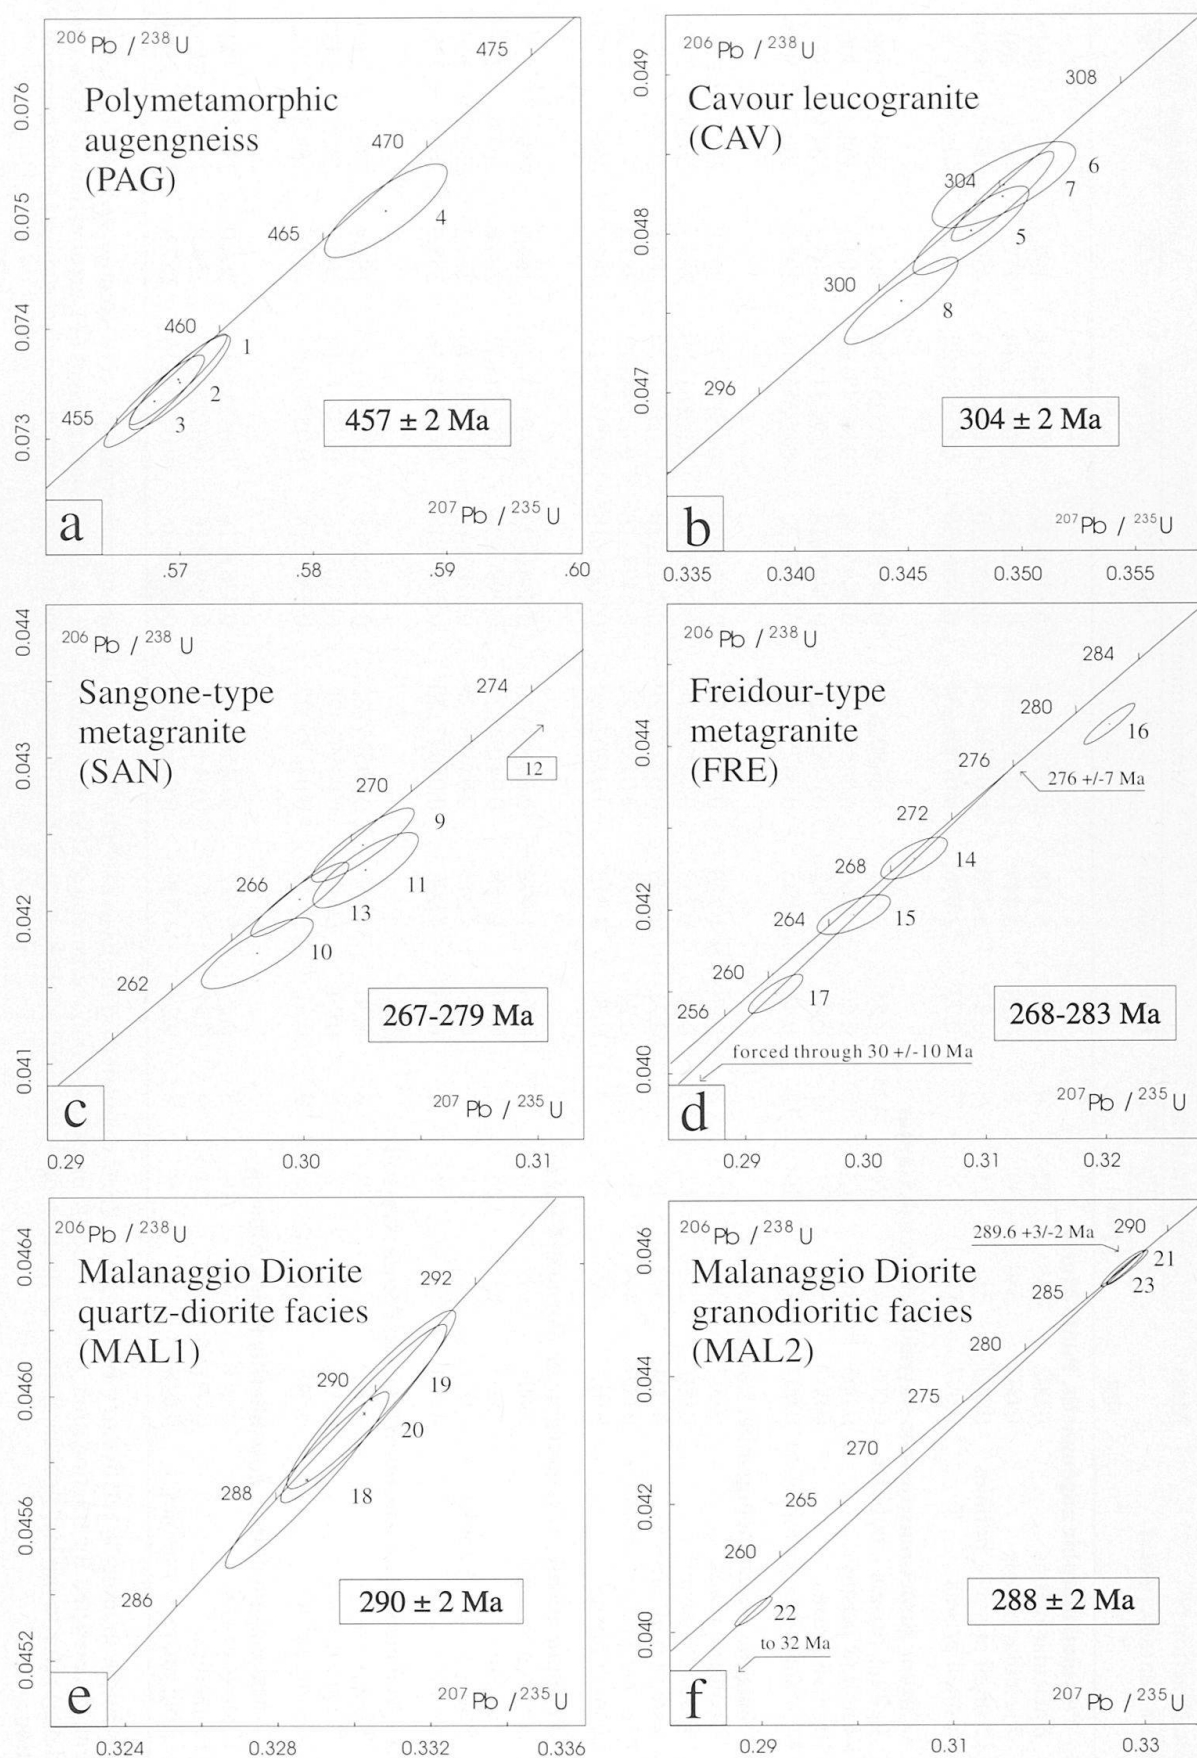 206Pb / 238U
475
Polymetamorphic
augengneiss
(PAG)
470
465
4
460
1
2
455
3
457 ± 2 Ma
207Pb / 235U
a
0.076
0.075
0.074
0.073
.57
.58
.59
.60
206Pb / 238U
308
Cavour leucogranite
(CAV)
304
6
7
5
300
8
296
304 ± 2 Ma
207Pb / 235U
b
0.049
0.048
0.047
0.335
0.340
0.345
0.350
0.355
206Pb / 238U
Sangone-type
metagranite
(SAN)
274
12
270
9
266
11
13
10
262
267-279 Ma
207Pb / 235U
c
0.044
0.043
0.042
0.041
0.29
0.30
0.31
206Pb / 238U
284
Freidour-type
metagranite
(FRE)
280
16
276
276 +/-7 Ma
272
14
268
264
15
260
17
256
268-283 Ma
forced through 30 +/-10 Ma
207Pb / 235U
d
0.044
0.042
0.040
0.29
0.30
0.31
0.32
206Pb / 238U
Malanaggio Diorite
quartz-diorite facies
(MAL1)
292
290
19
20
288
18
286
290 ± 2 Ma
207Pb / 235U
e
0.0464
0.0460
0.0456
0.0452
0.324
0.328
0.332
0.336
206Pb / 238U
289.6 +3/-2 Ma
290
Malanaggio Diorite
granodioritic facies
(MAL2)
21
23
285
280
275
270
265
260
22
288 ± 2 Ma
to 32 Ma
207Pb / 235U
f
0.046
0.044
0.042
0.040
0.29
0.31
0.33